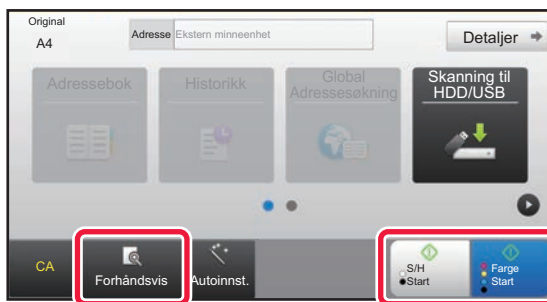 Original
A4
Adresse Ekstern minneenhet
Detaljer
Adressebok
Historikk
Global
Adressesøkning
Skanning til
HDD/USB
CA
Forhåndsvis
Autoinnst.
S/H
Start
Farge
Start